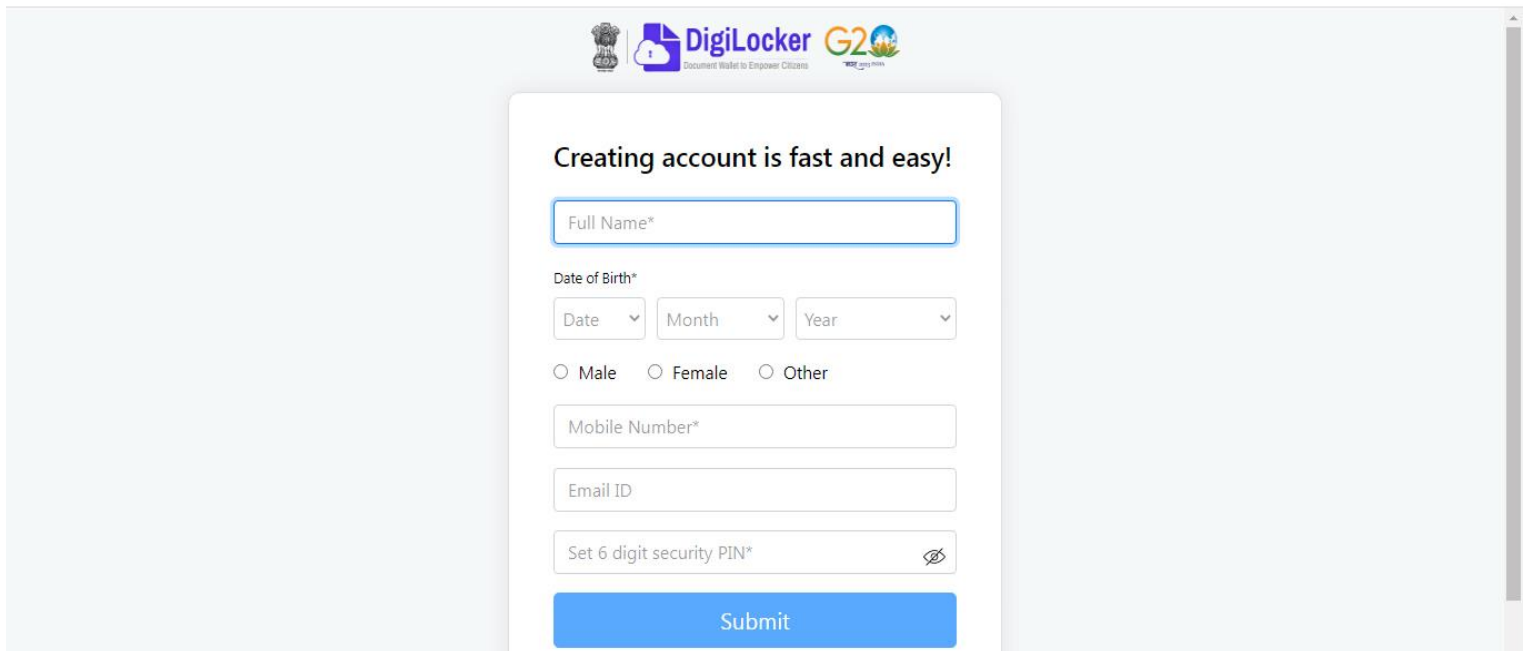 DigiLocker
Document Wallet to Empower Citizens
G20
Creating account is fast and easy!
Full Name*
Date of Birth*
Date Month Year
Male Female Other
Mobile Number*
Email ID
Set 6 digit security PIN*
Submit